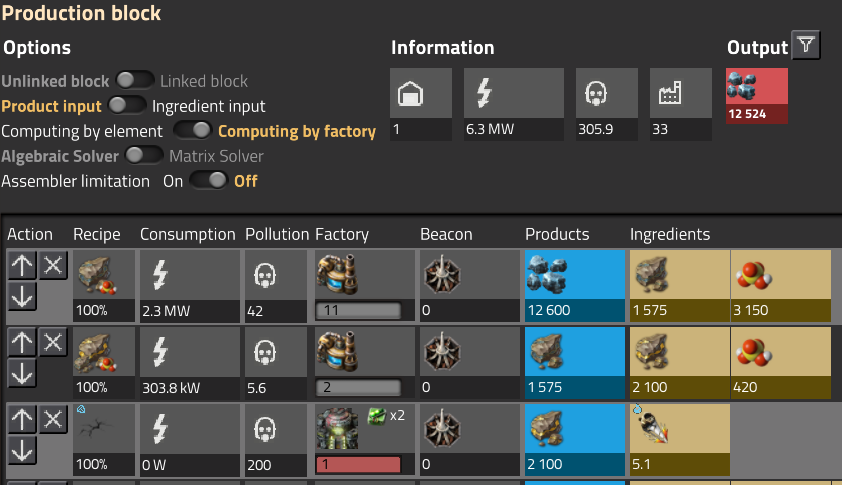 Production block
Options
Information
Output
Unlinked block Linked block
Product input Ingredient input
Computing by element Computing by factory
Algebraic Solver Matrix Solver
Assembler limitation On Off
1 6.3 MW 305.9 33 12 524
Action Recipe Consumption Pollution Factory Beacon Products Ingredients
100% 2.3 MW 42 11 0 12 600 1 575 3 150
100% 303.8 kW 5.6 2 0 1 575 2 100 420
x2
100% 0 W 200 1 0 2 100 5.1